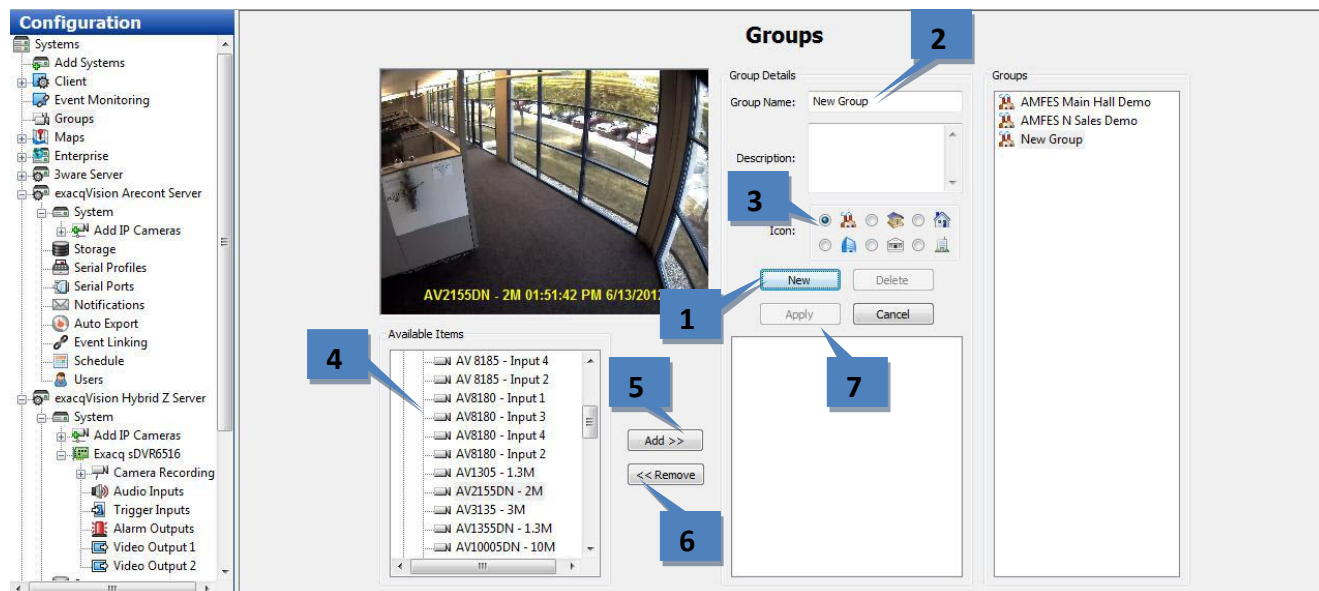 Configuration
Systems
Add Systems
Client
Event Monitoring
Groups
Maps
Enterprise
3ware Server
exacqVision Arecont Server
System
Add IP Cameras
Storage
Serial Profiles
Serial Ports
Notifications
Auto Export
Event Linking
Schedule
Users
exacqVision Hybrid Z Server
System
Add IP Cameras
Exacq sDVR6516
Camera Recording
Audio Inputs
Trigger Inputs
Alarm Outputs
Video Output 1
Video Output 2
Groups
AV2155DN - 2M 01:51:42 PM 6/13/201
Available Items
AV 8185 - Input 4
AV 8185 - Input 2
AV8180 - Input 1
AV8180 - Input 3
AV8180 - Input 4
AV8180 - Input 2
AV1305 - 1.3M
AV2155DN - 2M
AV3135 - 3M
AV1355DN - 1.3M
AV10005DN - 10M
4
5
Add >>
<< Remove
6
2
Group Details
Group Name: New Group
Description:
3
Icon:
New Delete
1
Apply Cancel
7
Groups
AMFES Main Hall Demo
AMFES N Sales Demo
New Group